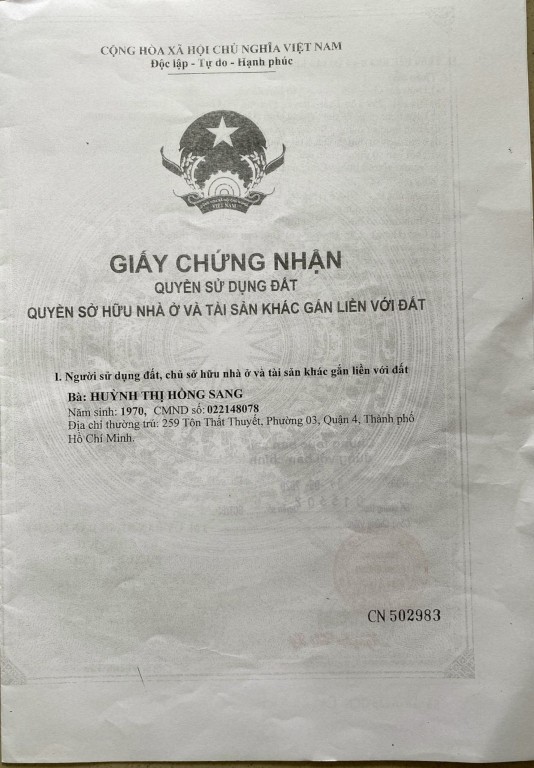 CỘNG HÒA XÃ HỘI CHỦ NGHĨA VIỆT NAM
Độc lập - Tự do - Hạnh phúc
VIỆT NAM
GIẤY CHỨNG NHẬN
QUYỀN SỬ DỤNG ĐẤT
QUYỀN SỞ HỮU NHÀ Ở VÀ TÀI SẢN KHÁC GẮN LIỀN VỚI ĐẤT
I. Người sử dụng đất, chủ sở hữu nhà ở và tài sản khác gắn liền với đất
Bà: HUỲNH THỊ HỒNG SANG
Năm sinh: 1970, CMND số: 022148078
Địa chỉ thường trú: 259 Tôn Thất Thuyết, Phường 03, Quận 4, Thành phố
Hồ Chí Minh.
CN 502983